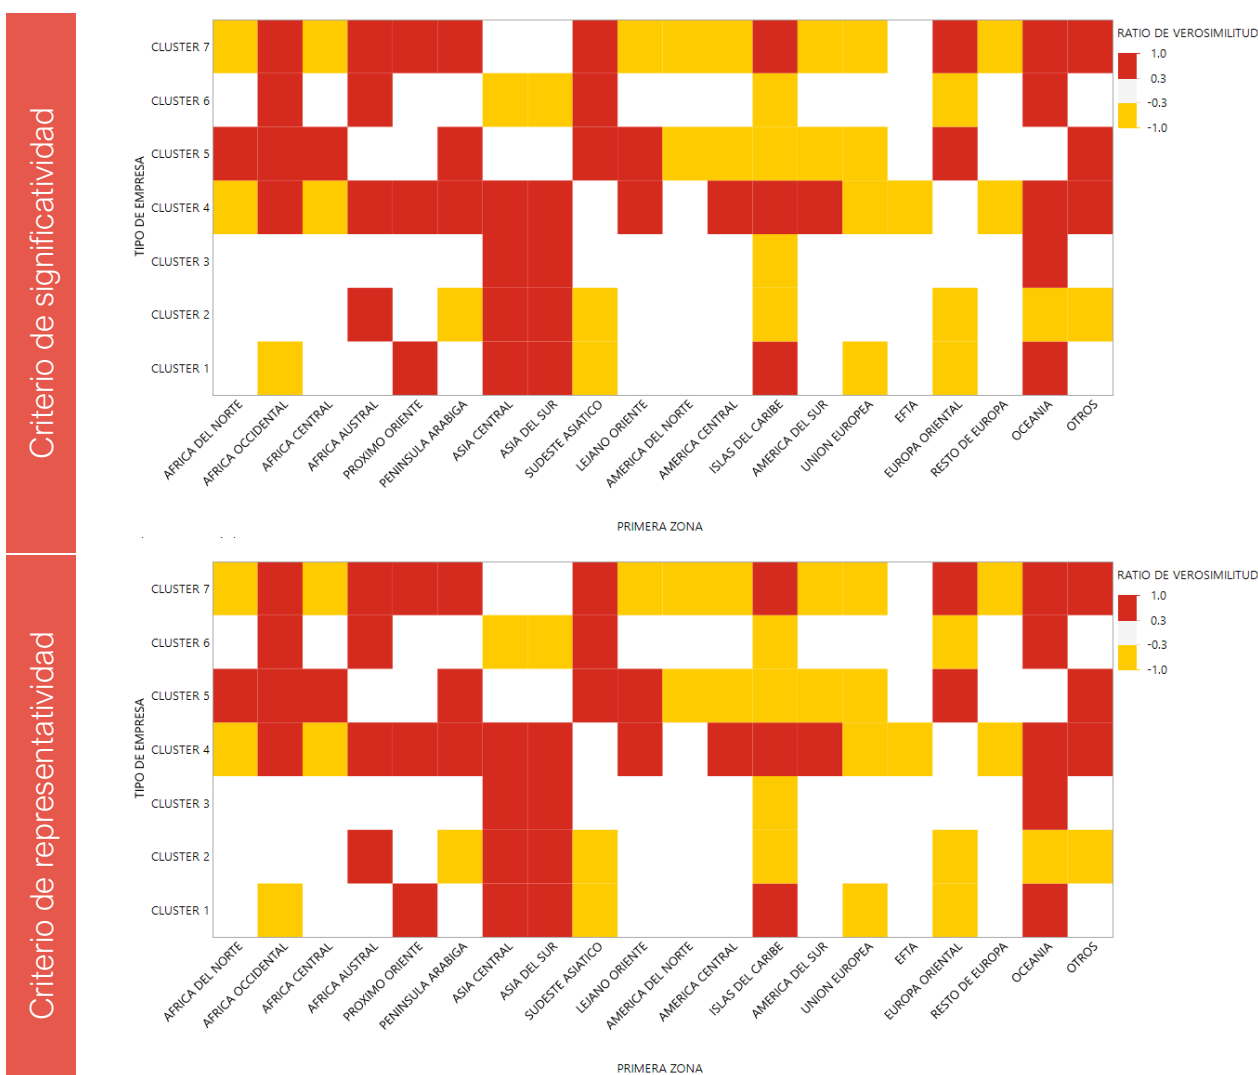 Criterio de significatividad
TIPO DE EMPRESA
CLUSTER 7
CLUSTER 6
CLUSTER 5
CLUSTER 4
CLUSTER 3
CLUSTER 2
CLUSTER 1
AFRICA DEL NORTE
AFRICA OCCIDENTAL
AFRICA CENTRAL
AFRICA AUSTRAL
PROXIMO ORIENTE
PENINSULA ARABIGA
ASIA CENTRAL
ASIA DEL SUR
SUDESTE ASIATICO
LEJANO ORIENTE
AMERICA DEL NORTE
AMERICA CENTRAL
ISLAS DEL CARIBE
AMERICA DEL SUR
UNION EUROPEA
EFTA
EUROPA ORIENTAL
RESTO DE EUROPA
OCEANIA
OTROS
PRIMERA ZONA
RATIO DE VEROSIMILITUD
1.0
0.3
-0.3
-1.0
Criterio de representatividad
TIPO DE EMPRESA
CLUSTER 7
CLUSTER 6
CLUSTER 5
CLUSTER 4
CLUSTER 3
CLUSTER 2
CLUSTER 1
AFRICA DEL NORTE
AFRICA OCCIDENTAL
AFRICA CENTRAL
AFRICA AUSTRAL
PROXIMO ORIENTE
PENINSULA ARABIGA
ASIA CENTRAL
ASIA DEL SUR
SUDESTE ASIATICO
LEJANO ORIENTE
AMERICA DEL NORTE
AMERICA CENTRAL
ISLAS DEL CARIBE
AMERICA DEL SUR
UNION EUROPEA
EFTA
EUROPA ORIENTAL
RESTO DE EUROPA
OCEANIA
OTROS
PRIMERA ZONA
RATIO DE VEROSIMILITUD
1.0
0.3
-0.3
-1.0